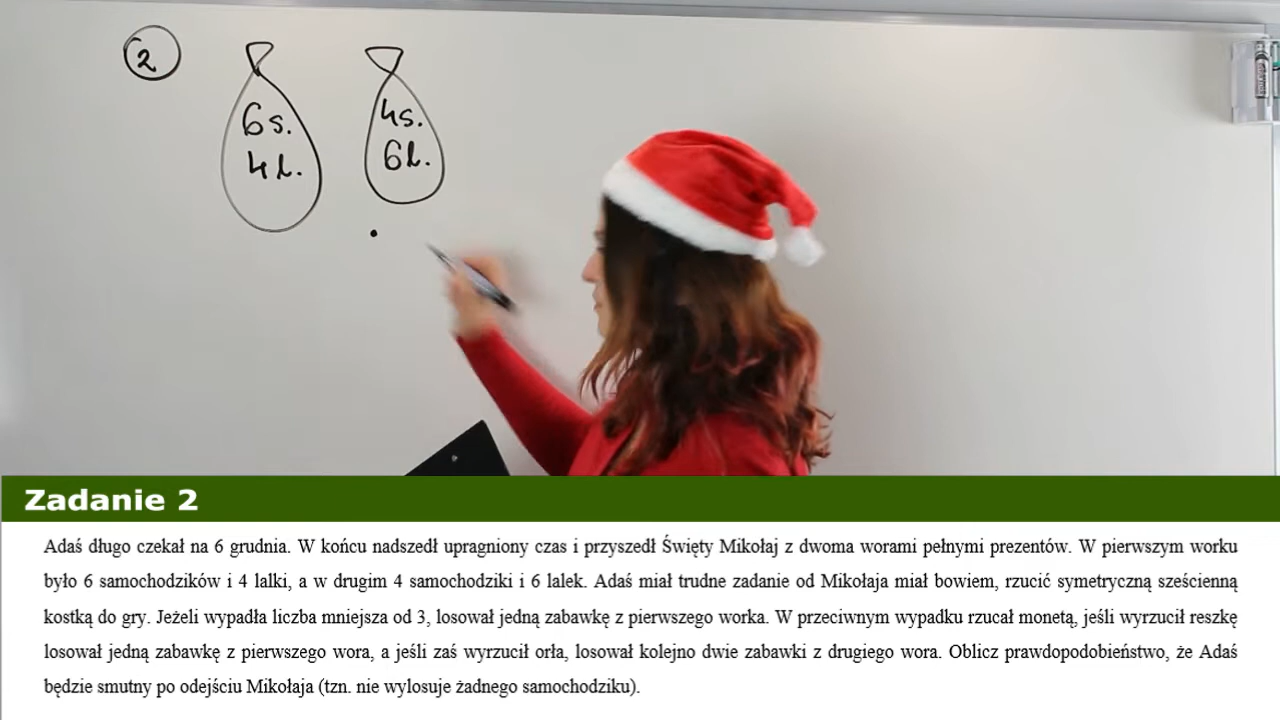 2
6s.
4l.
4s.
6l.
Zadanie 2
Adaś długo czekał na 6 grudnia. W końcu nadszedł upragniony czas i przyszedł Święty Mikołaj z dwoma worami pełnymi prezentów. W pierwszym worku
było 6 samochodzików i 4 lalki, a w drugim 4 samochodziki i 6 lalek. Adaś miał trudne zadanie od Mikołaja miał bowiem, rzucić symetryczną sześcienną
kostką do gry. Jeżeli wypadła liczba mniejsza od 3, losował jedną zabawkę z pierwszego worka. W przeciwnym wypadku rzucał monetą, jeśli wyrzucił reszkę
losował jedną zabawkę z pierwszego wora, a jeśli zaś wyrzucił orła, losował kolejno dwie zabawki z drugiego wora. Oblicz prawdopodobieństwo, że Adaś
będzie smutny po odejściu Mikołaja (tzn. nie wylosuje żadnego samochodziku).